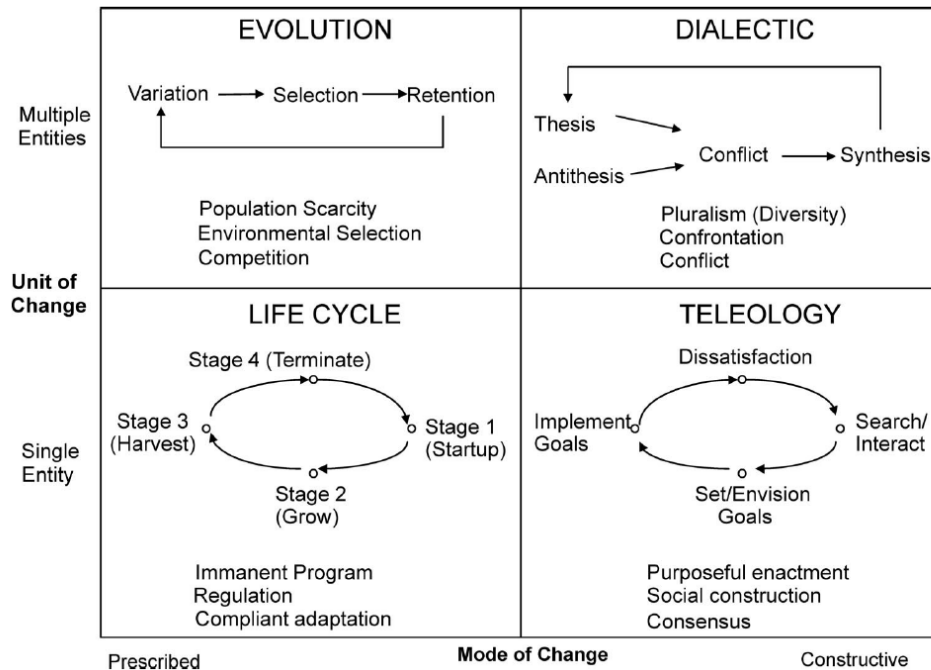 EVOLUTION
Variation
Selection
Retention
Population Scarcity
Environmental Selection
Competition
DIALECTIC
Thesis
Antithesis
Conflict
Synthesis
Pluralism (Diversity)
Confrontation
Conflict
Multiple
Entities
Unit of
Change
LIFE CYCLE
Stage 4 (Terminate)
Stage 3
(Harvest)
Stage 1
(Startup)
Stage 2
(Grow)
Immanent Program
Regulation
Compliant adaptation
TELEOLOGY
Dissatisfaction
Implement
Goals
Search/
Interact
Set/Envision
Goals
Purposeful enactment
Social construction
Consensus
Single
Entity
Prescribed
Mode of Change
Constructive